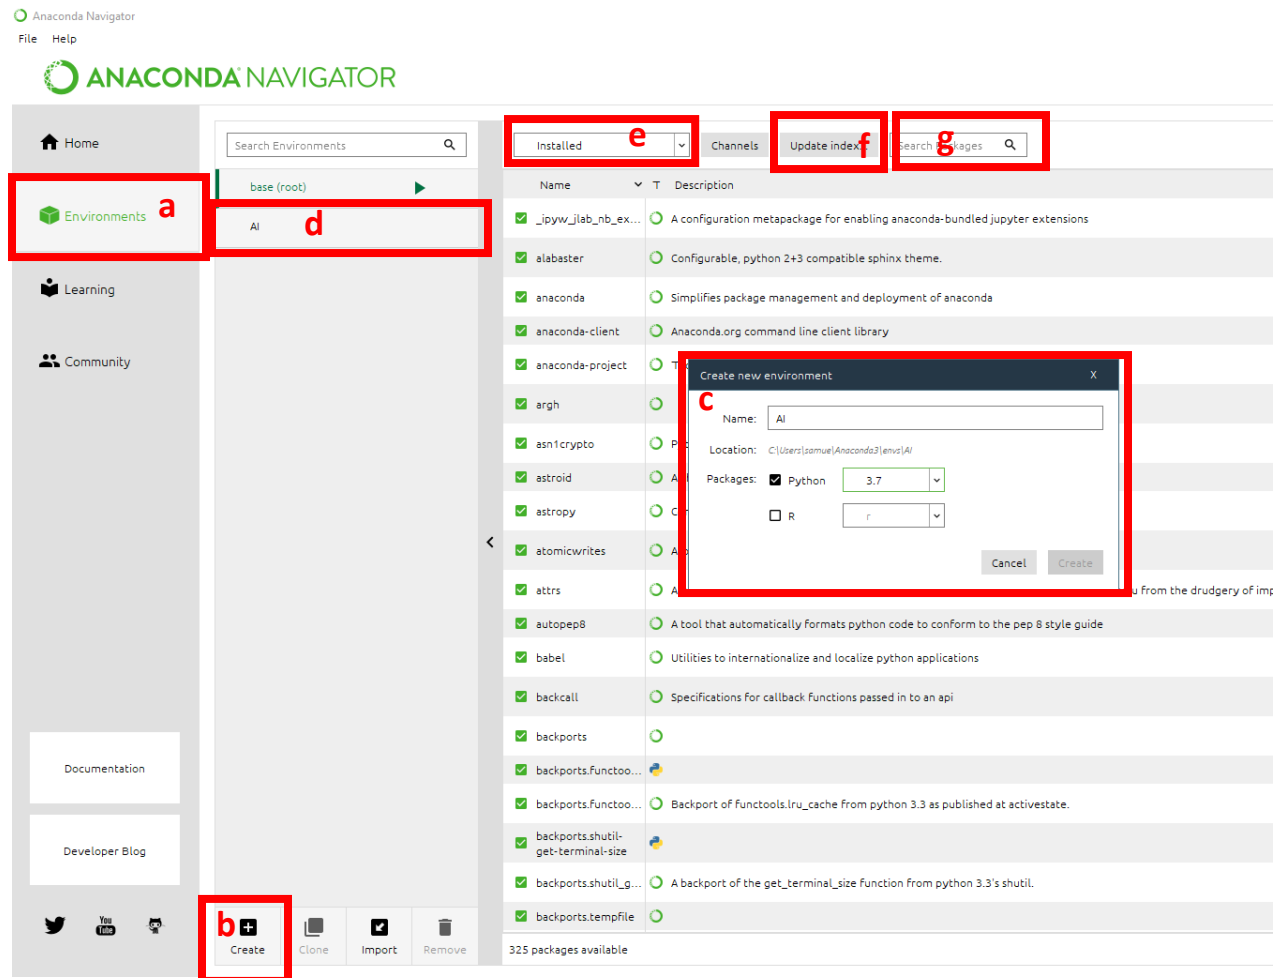 Anaconda Navigator
File Help
ANACONDA NAVIGATOR
Home
Environments
a
Learning
Community
Documentation
Developer Blog
You Tube
Search Environments
base (root)
AI
d
b
Create Clone Import Remove
Installed
e
Channels
Update index...
f
Search Packages
g
Name T Description
_ipyw_jlab_nb_ex... A configuration metapackage for enabling anaconda-bundled jupyter extensions
alabaster Configurable, python 2+3 compatible sphinx theme.
anaconda Simplifies package management and deployment of anaconda
anaconda-client Anaconda.org command line client library
anaconda-project
argh
asn1crypto
astroid
astropy
atomicwrites
attrs u from the drudgery of imp
autopep8 A tool that automatically formats python code to conform to the pep 8 style guide
babel Utilities to internationalize and localize python applications
backcall Specifications for callback functions passed in to an api
backports
backports.functoo...
backports.functoo... Backport of functools.lru_cache from python 3.3 as published at activestate.
backports.shutil-
get-terminal-size
backports.shutil_g... A backport of the get_terminal_size function from python 3.3's shutil.
backports.tempfile
325 packages available
Create new environment X
c
Name: AI
Location: C:\Users\samue\Anaconda3\envs\AI
Packages: Python 3.7
R r
Cancel Create